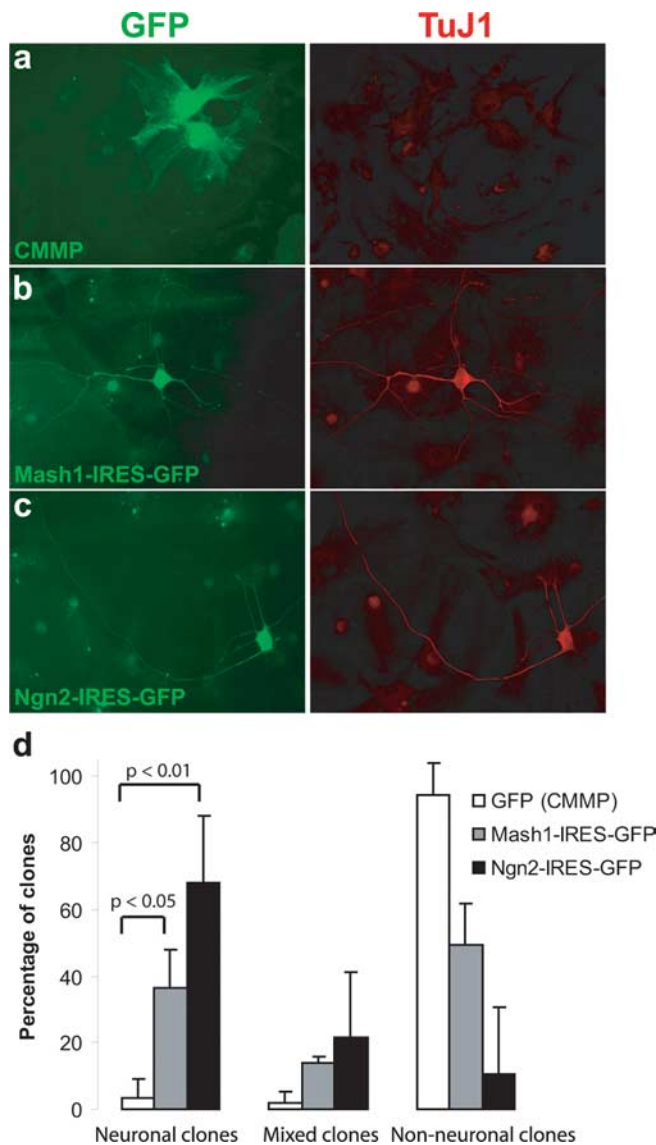 GFP TuJ1
a
CMMP
b
Mash1-IRES-GFP
c
Ngn2-IRES-GFP
d
100
80
60
40
20
0
Percentage of clones
p < 0.01
p < 0.05
GFP (CMMP)
Mash1-IRES-GFP
Ngn2-IRES-GFP
Neuronal clones Mixed clones Non-neuronal clones